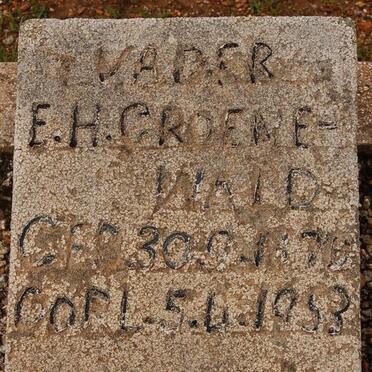 VADER
E.H. GROENE-
WALD
GEB. 30.9.1876
OORL. 5.4.1953